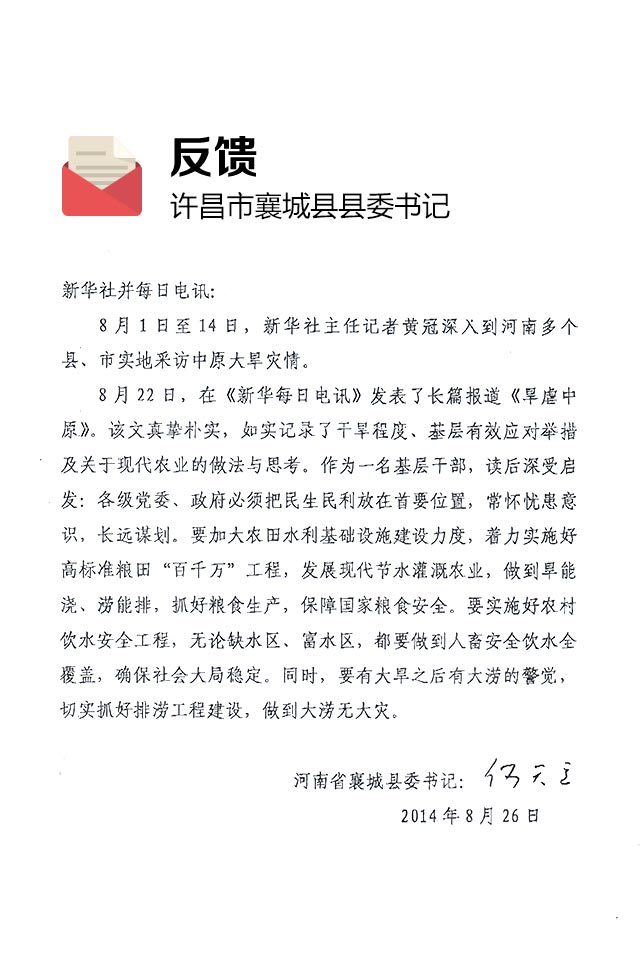 反馈
许昌市襄城县县委书记
新华社并每日电讯：
8月1日至14日，新华社主任记者黄冠深入到河南多个
县、市实地采访中原大旱灾情。
8月22日，在《新华每日电讯》发表了长篇报道《旱虐中
原》。该文真挚朴实，如实记录了干旱程度、基层有效应对举措
及关于现代农业的做法与思考。作为一名基层干部，读后深受启
发：各级党委、政府必须把民生民利放在首要位置，常怀忧患意
识，长远谋划。要加大农田水利基础设施建设力度，着力实施好
高标准粮田“百千万”工程，发展现代节水灌溉农业，做到旱能
浇、涝能排，抓好粮食生产，保障国家粮食安全。要实施好农村
饮水安全工程，无论缺水区、富水区，都要做到人畜安全饮水全
覆盖，确保社会大局稳定。同时，要有大旱之后有大涝的警觉，
切实抓好排涝工程建设，做到大涝无大灾。
河南省襄城县委书记：
2014年8月26日